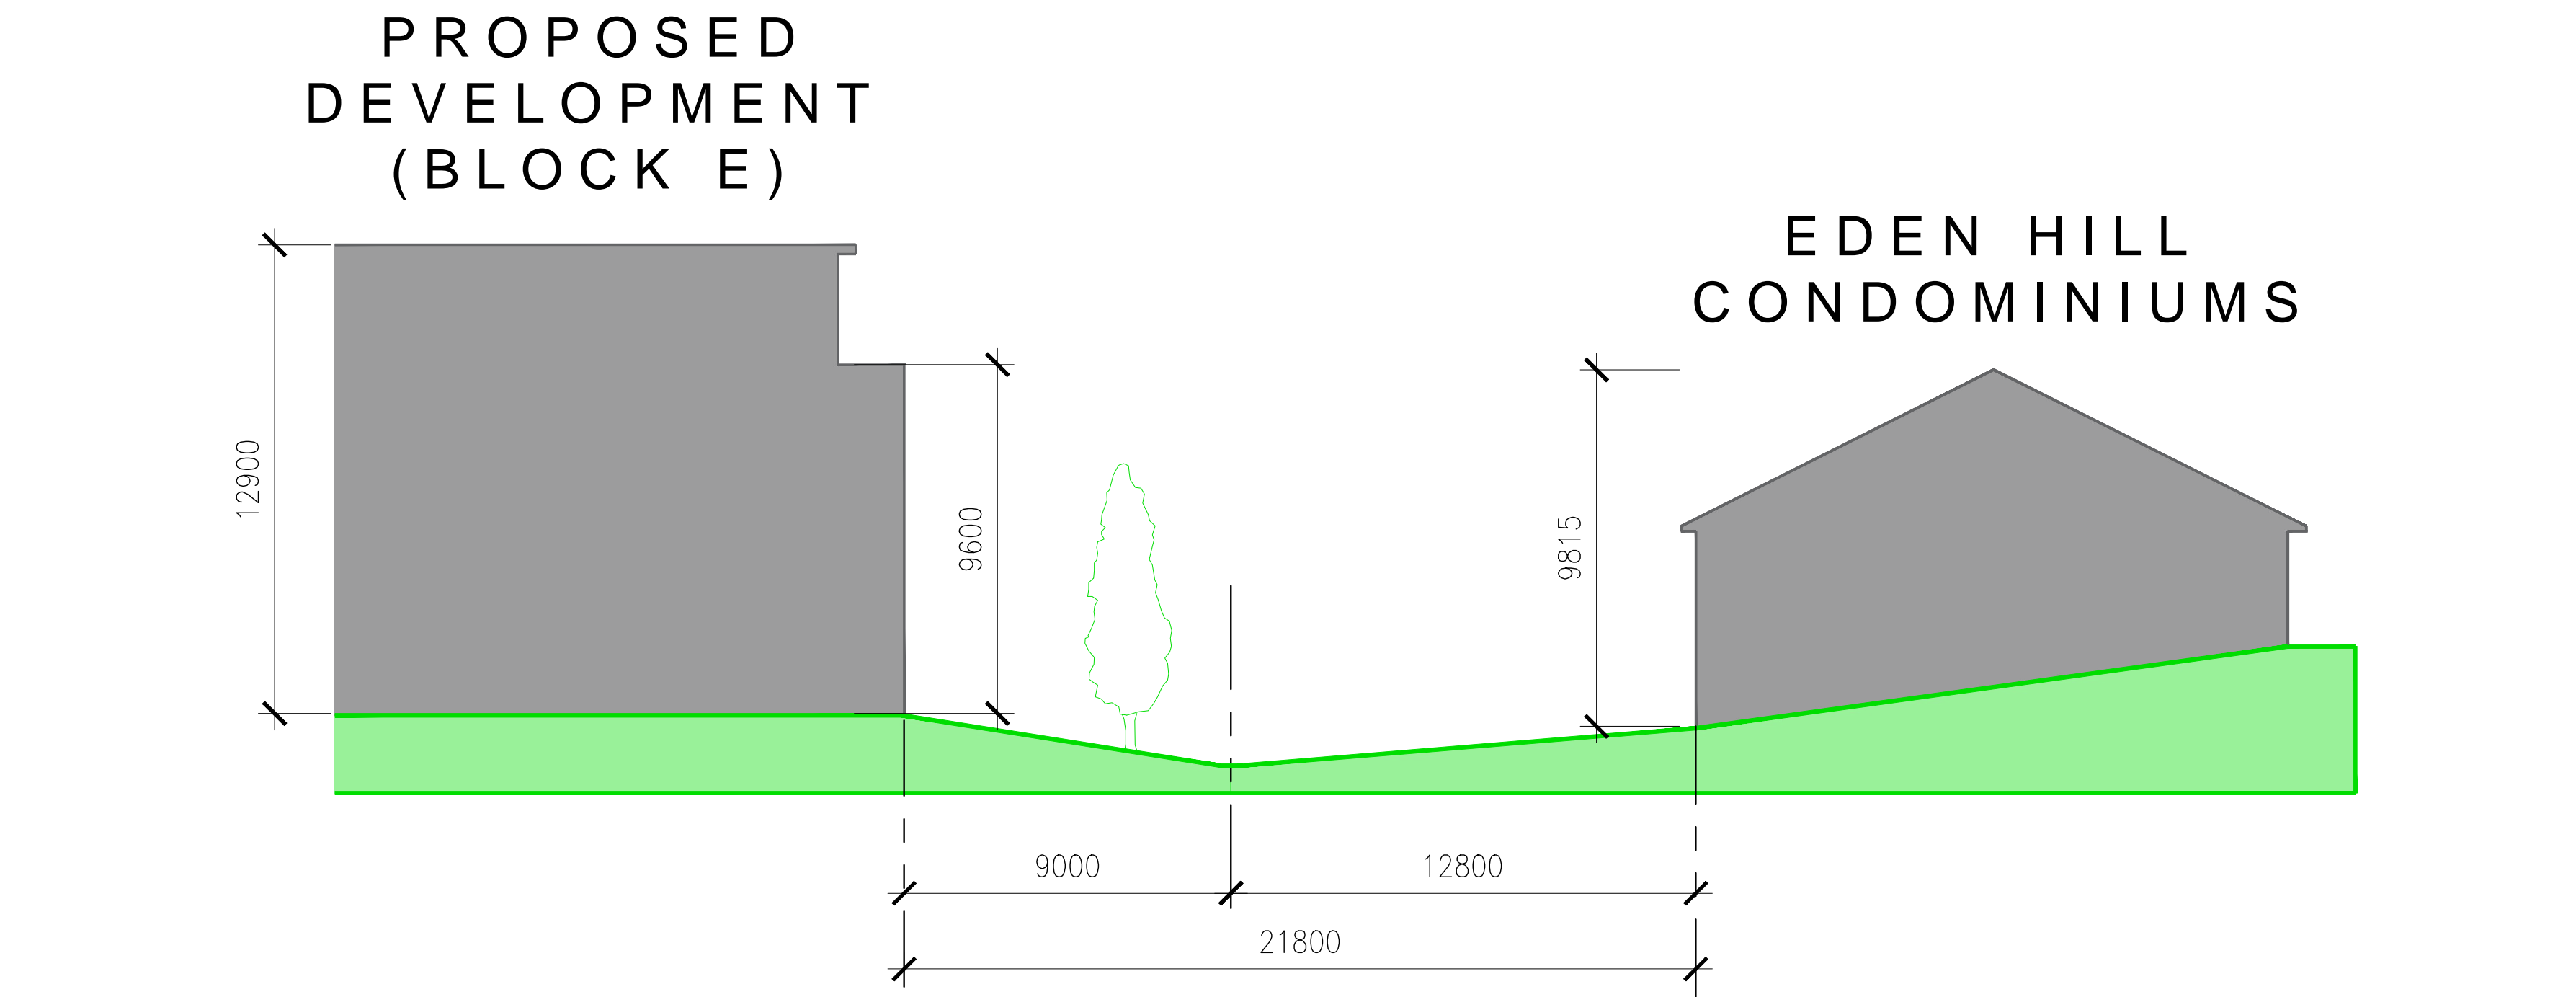 PROPOSED
DEVELOPMENT
(BLOCK E)
EDEN HILL
CONDOMINIUMS
12900
9600
9815
9000
12800
21800